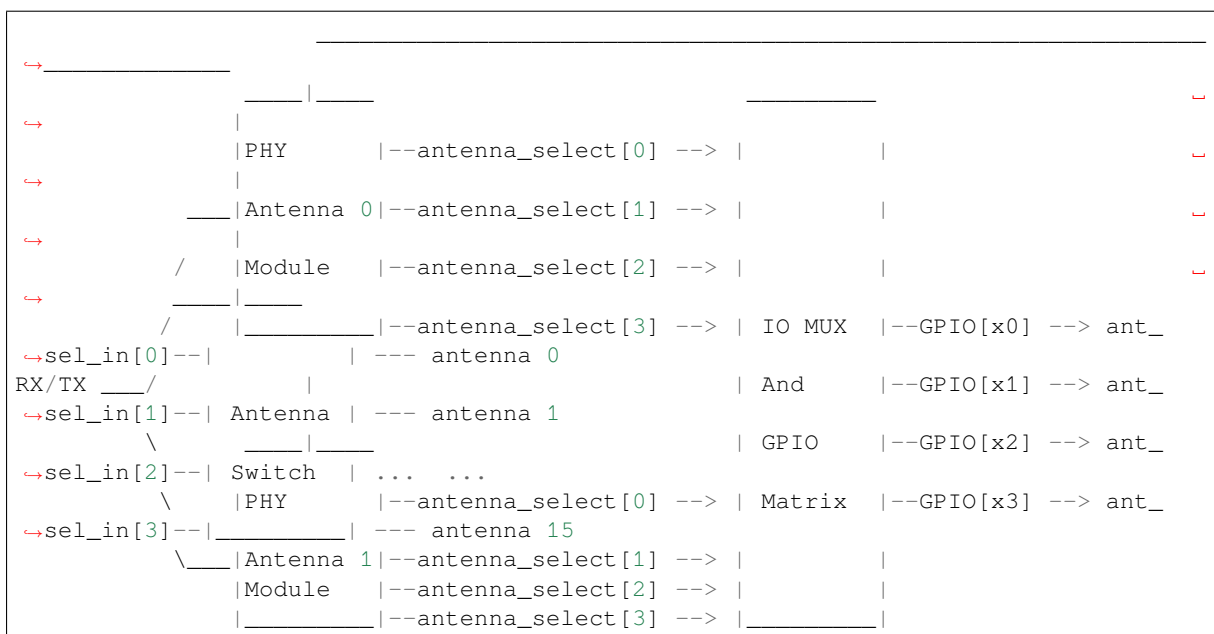 ______________________________________________________________
↪_____________
____|____ _________ ␣
↪ |
|PHY |--antenna_select[0] --> | | ␣
↪ |
___|Antenna 0|--antenna_select[1] --> | | ␣
↪ |
/ |Module |--antenna_select[2] --> | | ␣
↪ ____|____
/ |_________|--antenna_select[3] --> | IO MUX |--GPIO[x0] --> ant_
↪sel_in[0]--| | --- antenna 0
RX/TX ___/ | | And |--GPIO[x1] --> ant_
↪sel_in[1]--| Antenna | --- antenna 1
\ ____|____ | GPIO |--GPIO[x2] --> ant_
↪sel_in[2]--| Switch | ... ...
\ |PHY |--antenna_select[0] --> | Matrix |--GPIO[x3] --> ant_
↪sel_in[3]--|_________| --- antenna 15
\___|Antenna 1|--antenna_select[1] --> | |
|Module |--antenna_select[2] --> | |
|_________|--antenna_select[3] --> |_________|